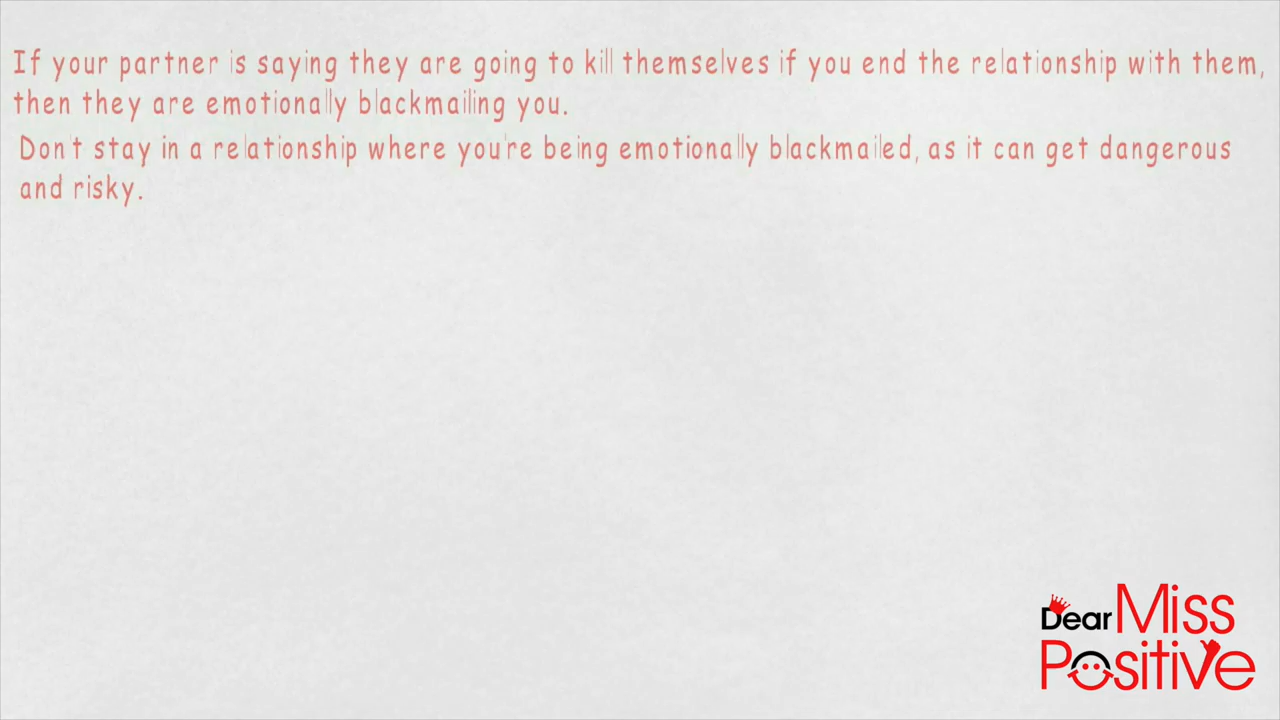 If your partner is saying they are going to kill themselves if you end the relationship with them,
then they are emotionally blackmailing you.
Don't stay in a relationship where you're being emotionally blackmailed, as it can get dangerous
and risky.
Dear Miss
Positive